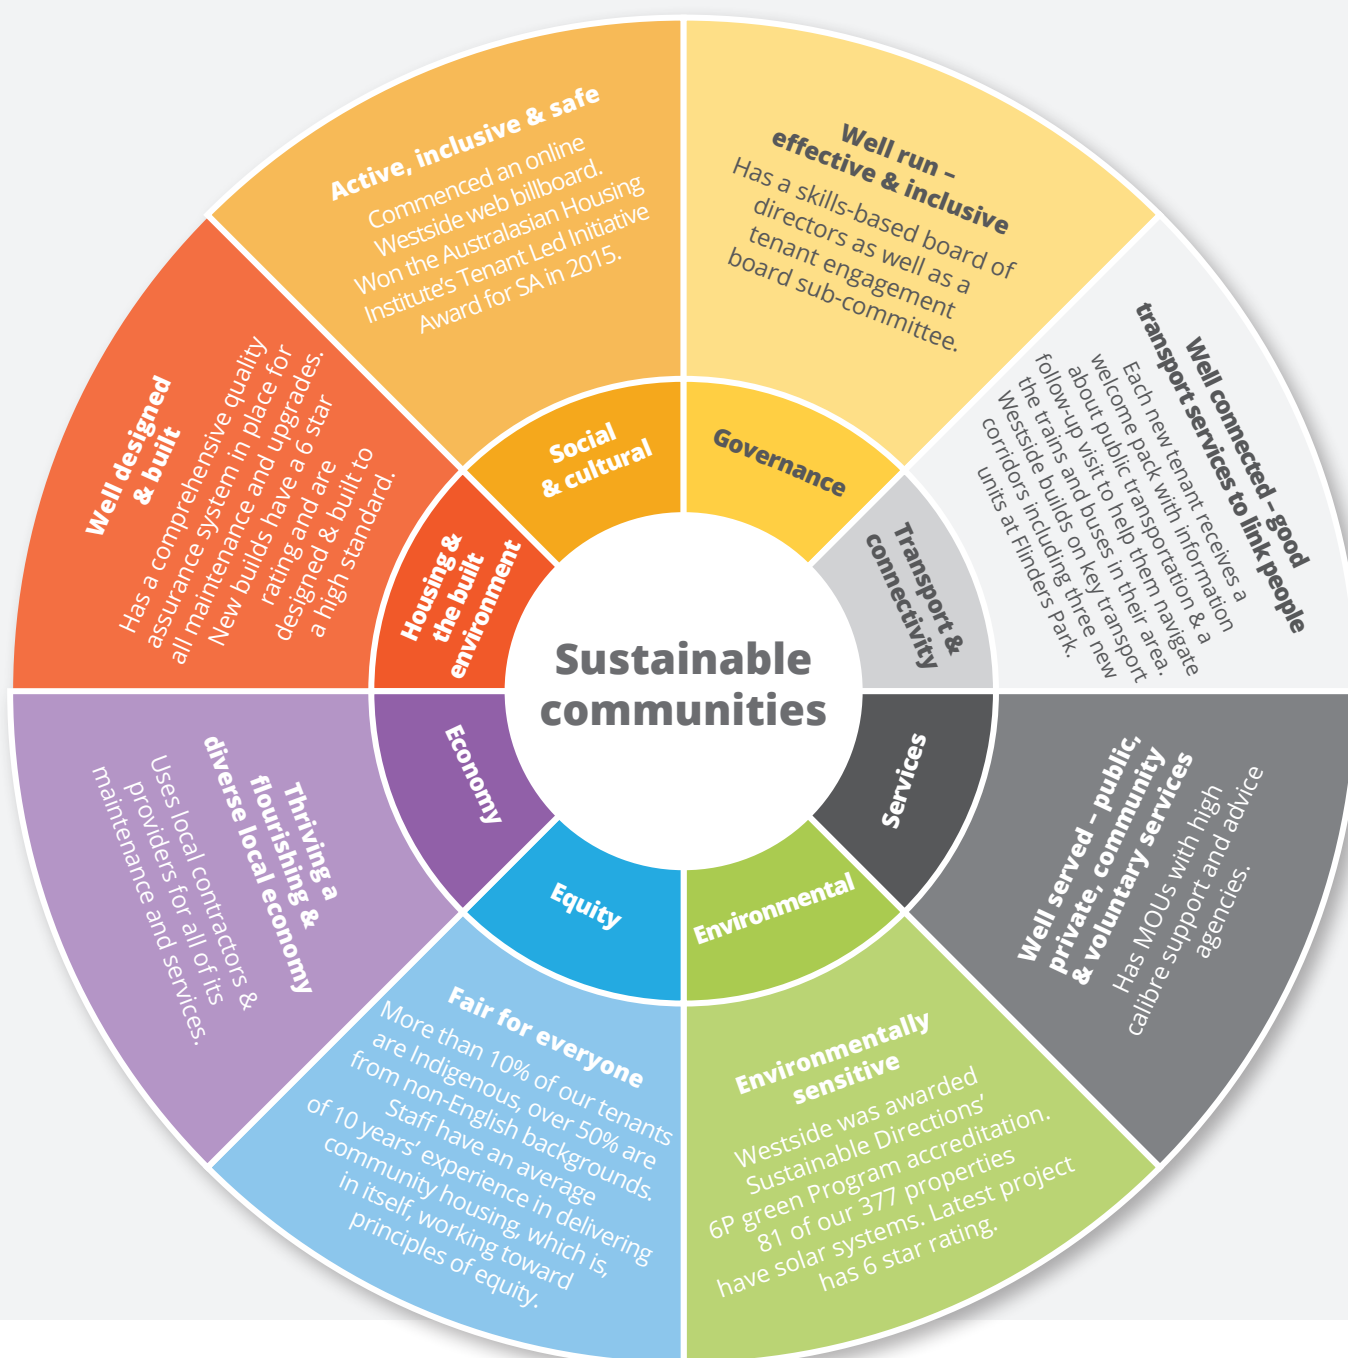 Sustainable
communities
Social
& cultural
Active, inclusive & safe
Commenced an online
Westside web billboard.
Won the Australasian Housing
Institute's Tenant Led Initiative
Award for SA in 2015.
Governance
Well run –
effective & inclusive
Has a skills-based board of
directors as well as a
tenant engagement
board sub-committee.
Transport &
connectivity
Well connected – good
transport services to link people
Each new tenant receives a
welcome pack with information
about public transportation & a
follow-up visit to help them navigate
the trains and buses in their area.
Westside builds on key transport
corridors including three new
units at Flinders Park.
Services
Well served – public,
private, community
& voluntary services
Has MOUs with high
calibre support and advice
agencies.
Environmental
Environmentally
sensitive
Westside was awarded
Sustainable Directions'
6P green Program accreditation.
81 of our 377 properties
have solar systems. Latest project
has 6 star rating.
Equity
Fair for everyone
More than 10% of our tenants
are Indigenous, over 50% are
from non-English backgrounds.
Staff have an average
of 10 years' experience in delivering
community housing, which is,
in itself, working toward
principles of equity.
Economy
Thriving a
flourishing &
diverse local economy
Uses local contractors &
providers for all of its
maintenance and services.
Housing &
the built
environment
Well designed
& built
Has a comprehensive quality
assurance system in place for
all maintenance and upgrades.
New builds have a 6 star
rating and are
designed & built to
a high standard.